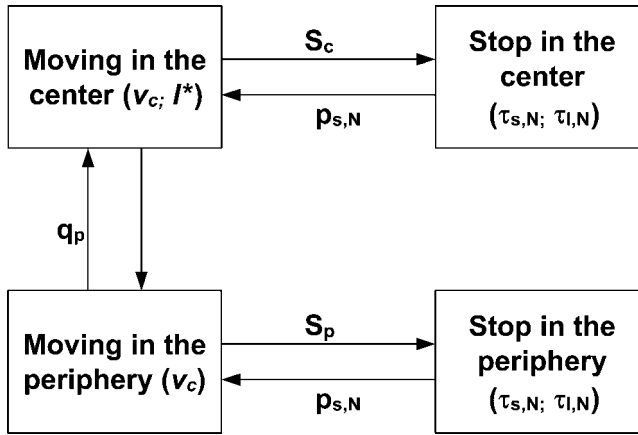 Moving in the
center (vc; l*)
Sc
ps,N
Stop in the
center
(τs,N; τl,N)
qp
Moving in the
periphery (vc)
Sp
ps,N
Stop in the
periphery
(τs,N; τl,N)